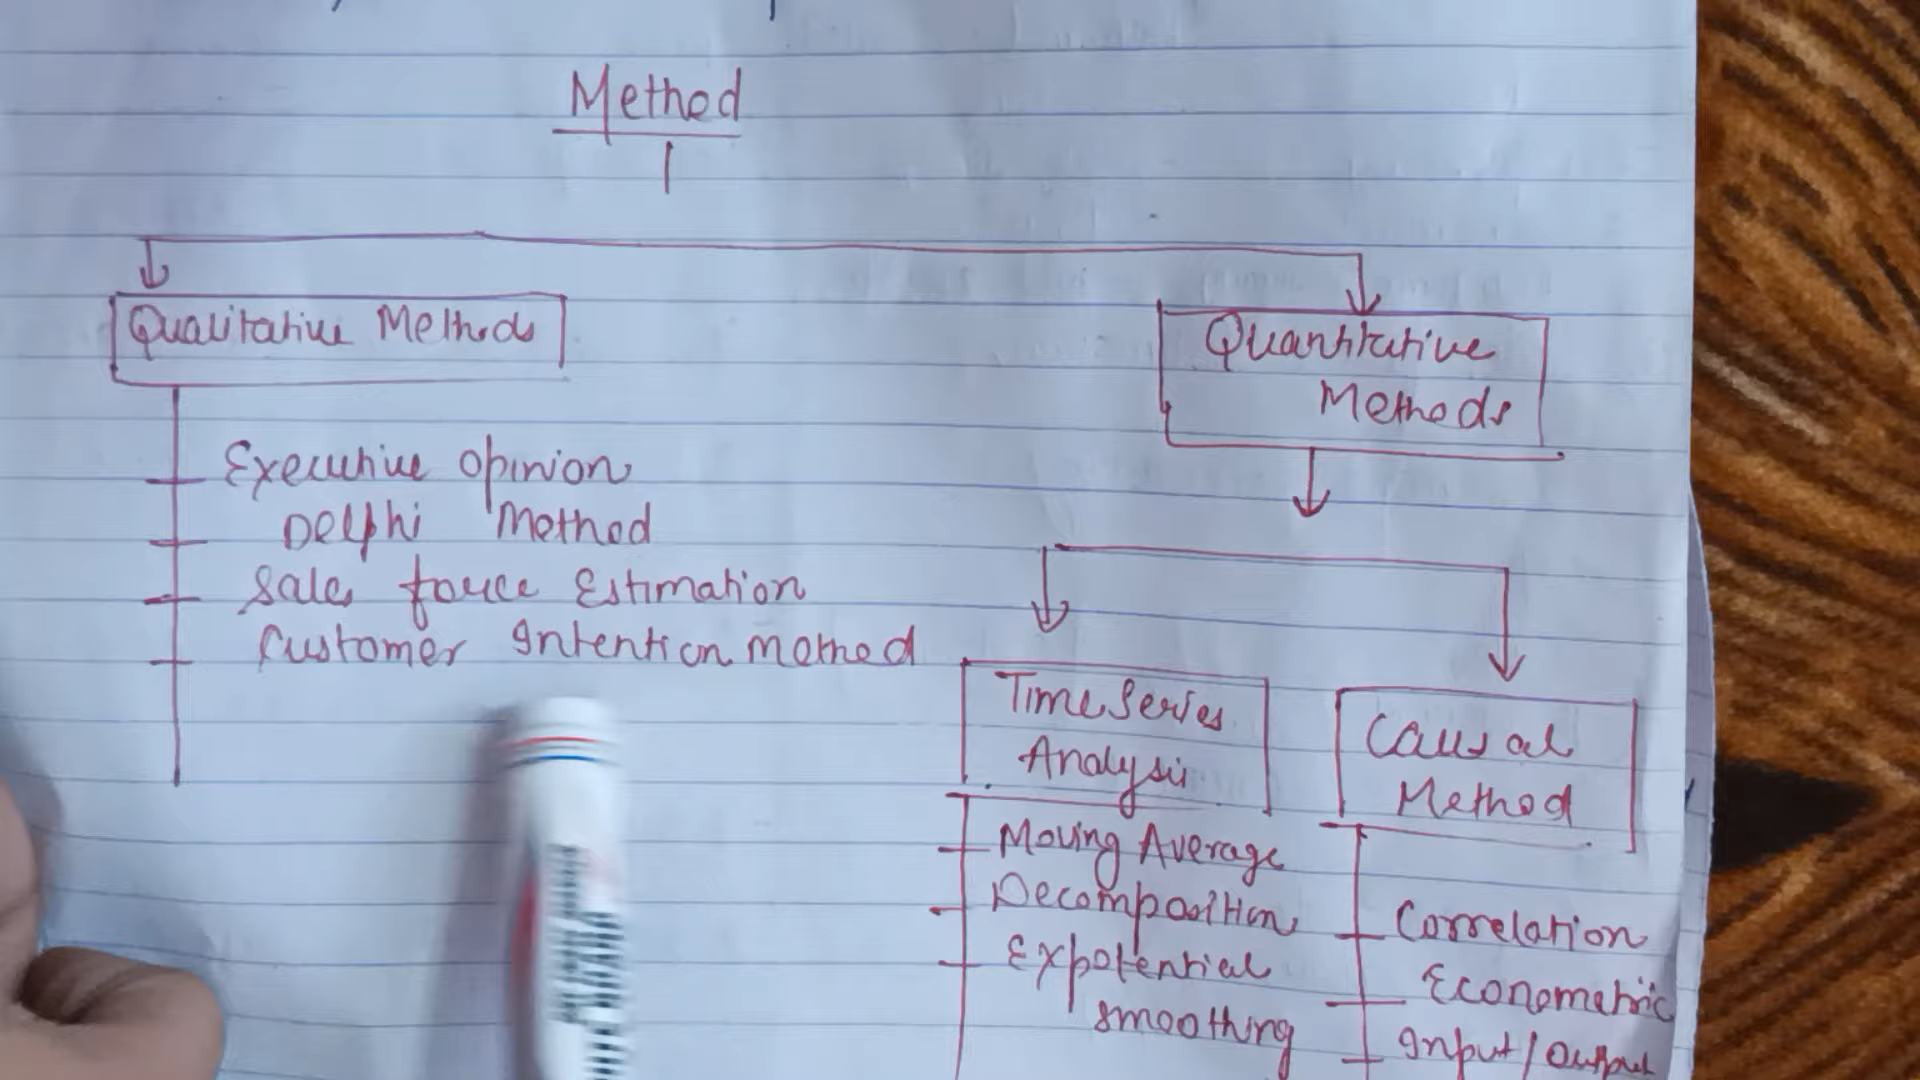 Method
Qualitative Methods
Executive opinion
Delphi Method
Sales force Estimation
Customer Intention method
Quantitative
Methods
Time Series
Analysis
Moving Average
Decomposition
Expotential
smoothing
Causal
Method
Correlation
Econometric
Input/Output